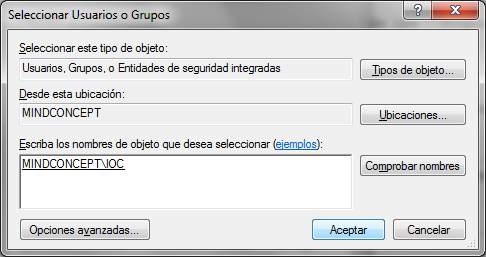 Seleccionar Usuarios o Grupos
Seleccionar este tipo de objeto:
Usuarios, Grupos, o Entidades de seguridad integradas
Tipos de objeto...
Desde esta ubicación:
MINDCONCEPT
Ubicaciones...
Escriba los nombres de objeto que desea seleccionar (ejemplos):
MINDCONCEPT\IOC
Comprobar nombres
Opciones avanzadas...
Aceptar
Cancelar